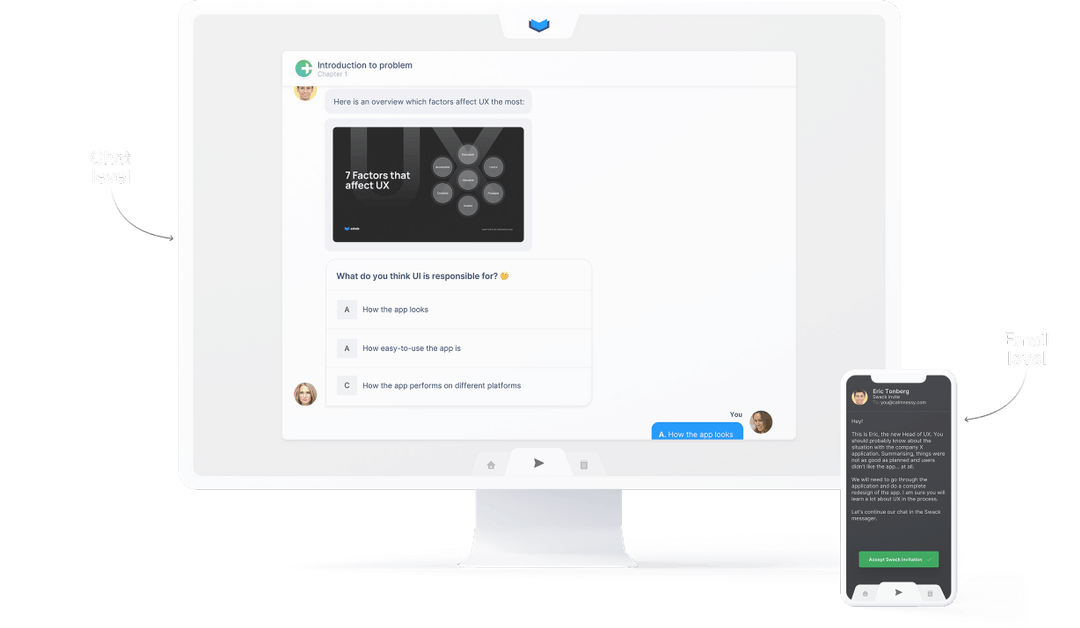 Introduction to problem
Chapter 1
Here is an overview which factors affect UX the most:
7 Factors that
affect UX
What do you think UI is responsible for?
A How the app looks
A How easy-to-use the app is
C How the app performs on different platforms
You
A. How the app looks
Chat
level
Email
level
Eric Tonberg
Swack invite
To: you@calmnessy.com
Hey!
This is Eric, the new Head of UX. You
should probably know about the
situation with the company X
application. Summarising, things were
not as good as planned and users
didn't like the app... at all.
We will need to go through the
application and do a complete
redesign of the app. I am sure you will
learn a lot about UX in the process.
Let's continue our chat in the Swack
messager.
Accept Swack invitation